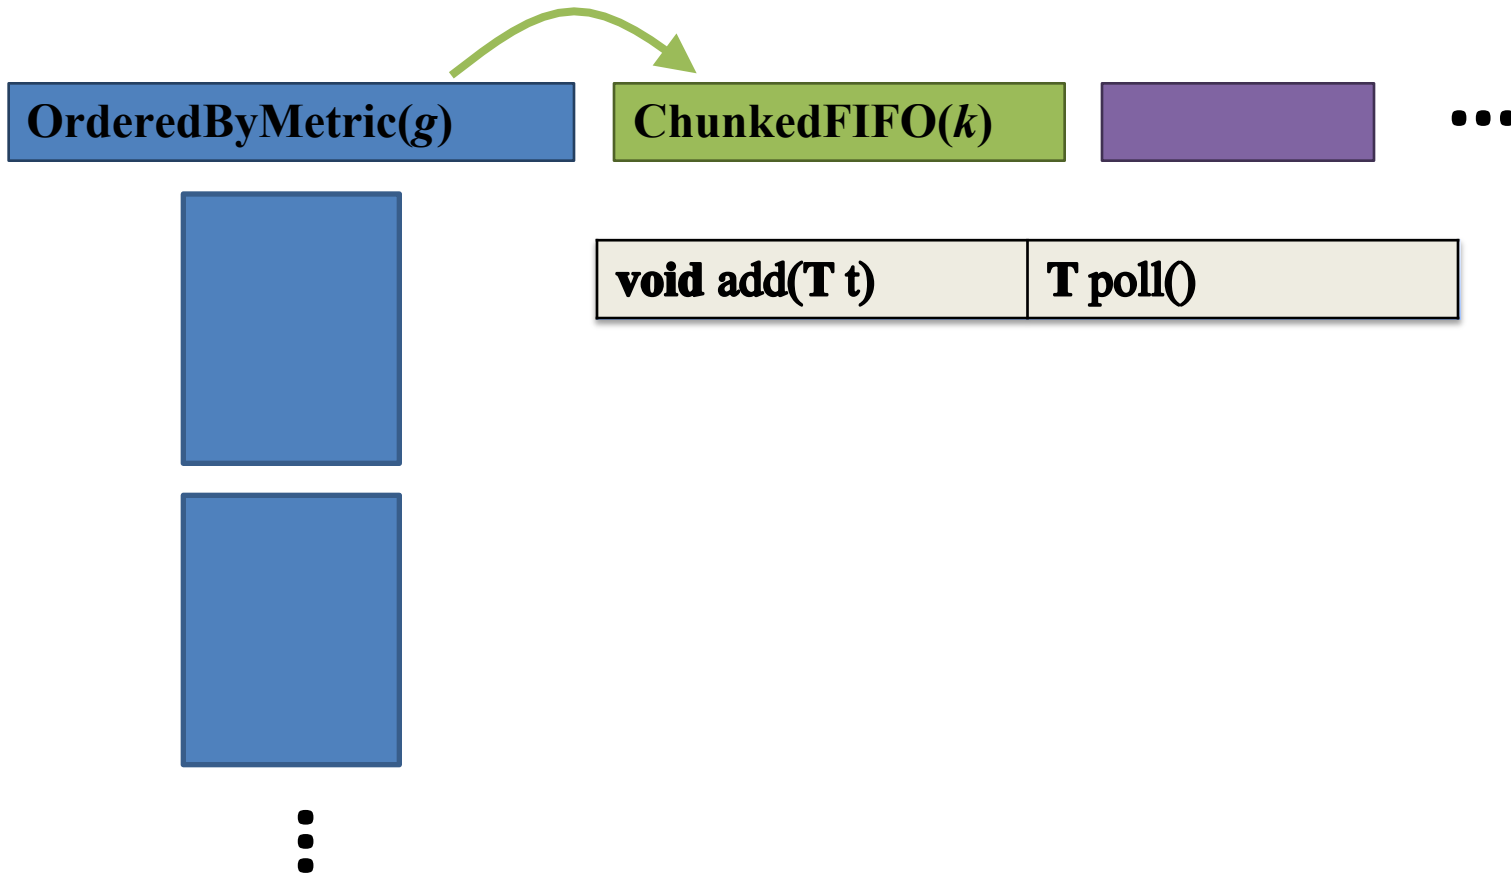 OrderedByMetric(g)
ChunkedFIFO(k)
...
void add(T t)
T poll()